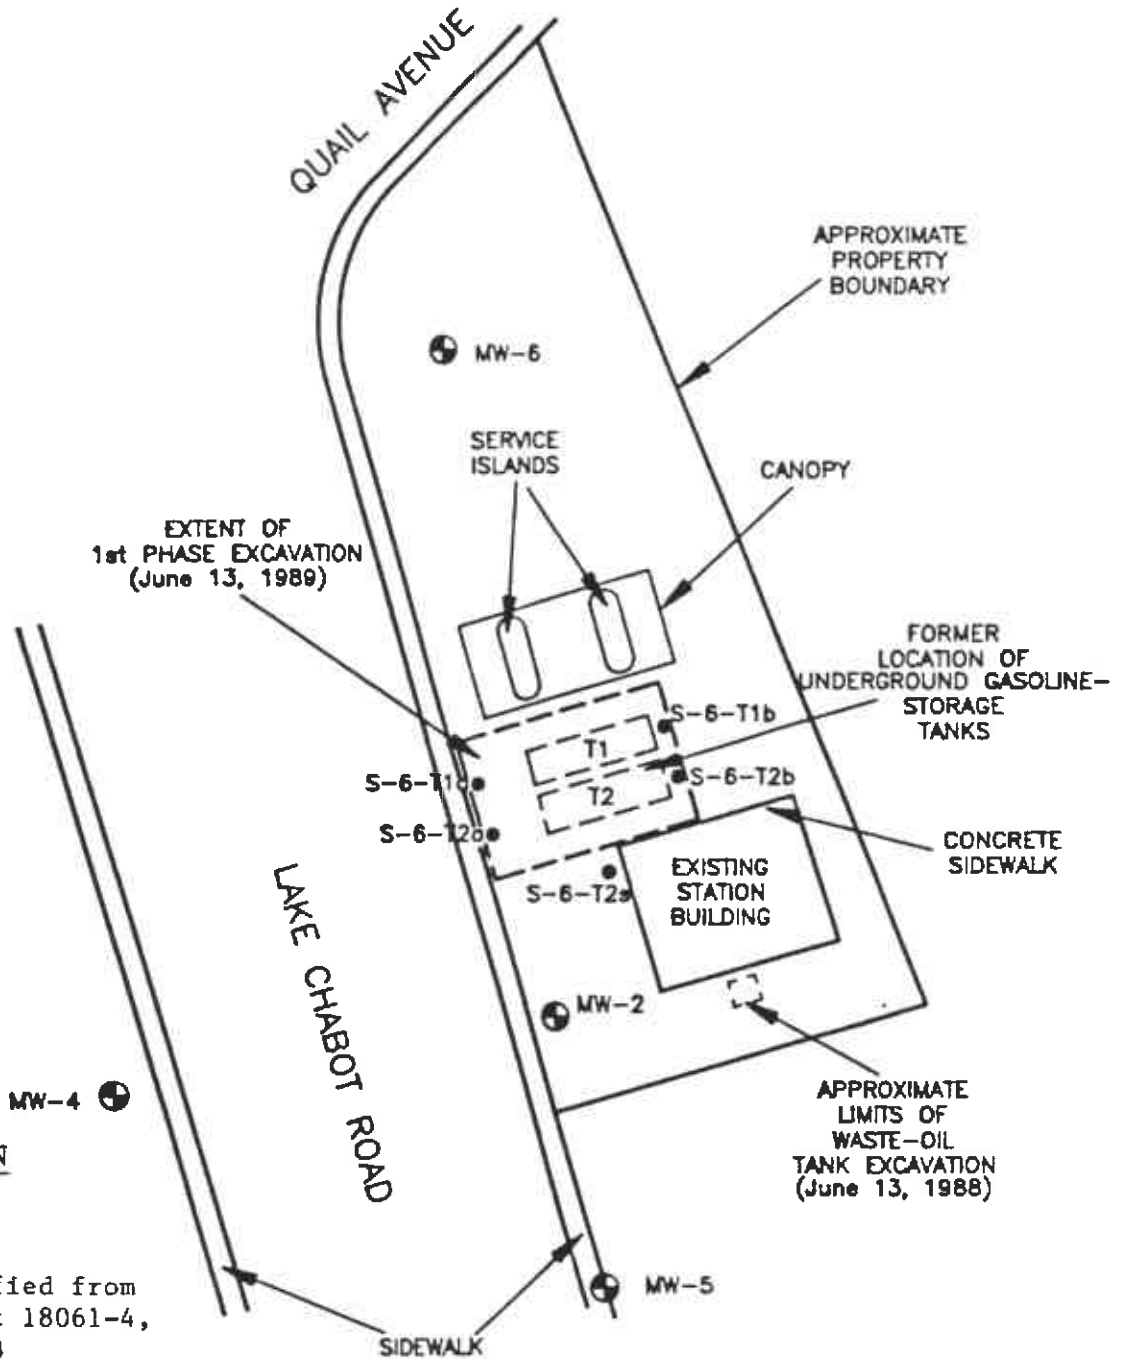 QUAIL AVENUE
APPROXIMATE
PROPERTY
BOUNDARY
MW-6
SERVICE
ISLANDS
CANOPY
EXTENT OF
1st PHASE EXCAVATION
(June 13, 1989)
FORMER
LOCATION OF
UNDERGROUND GASOLINE-
STORAGE
TANKS
S-6-T1b
T1
S-6-T2b
T2
CONCRETE
SIDEWALK
EXISTING
STATION
BUILDING
LAKE CHABOT ROAD
MW-2
MW-4
APPROXIMATE
LIMITS OF
WASTE-OIL
TANK EXCAVATION
(June 13, 1988)
MW-5
18061-4,
from
SIDEWALK